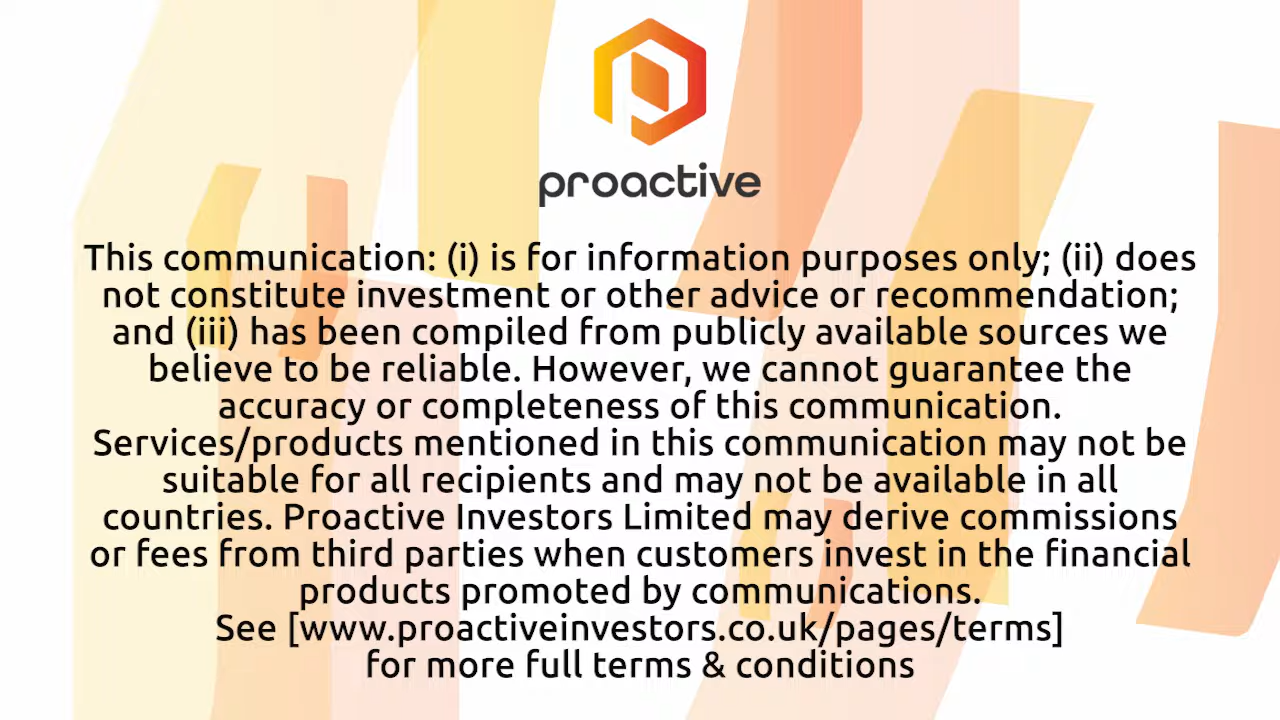 proactive
This communication: (i) is for information purposes only; (ii) does
not constitute investment or other advice or recommendation;
and (iii) has been compiled from publicly available sources we
believe to be reliable. However, we cannot guarantee the
accuracy or completeness of this communication.
Services/products mentioned in this communication may not be
suitable for all recipients and may not be available in all
countries. Proactive Investors Limited may derive commissions
or fees from third parties when customers invest in the financial
products promoted by communications.
See [www.proactiveinvestors.co.uk/pages/terms]
for more full terms & conditions